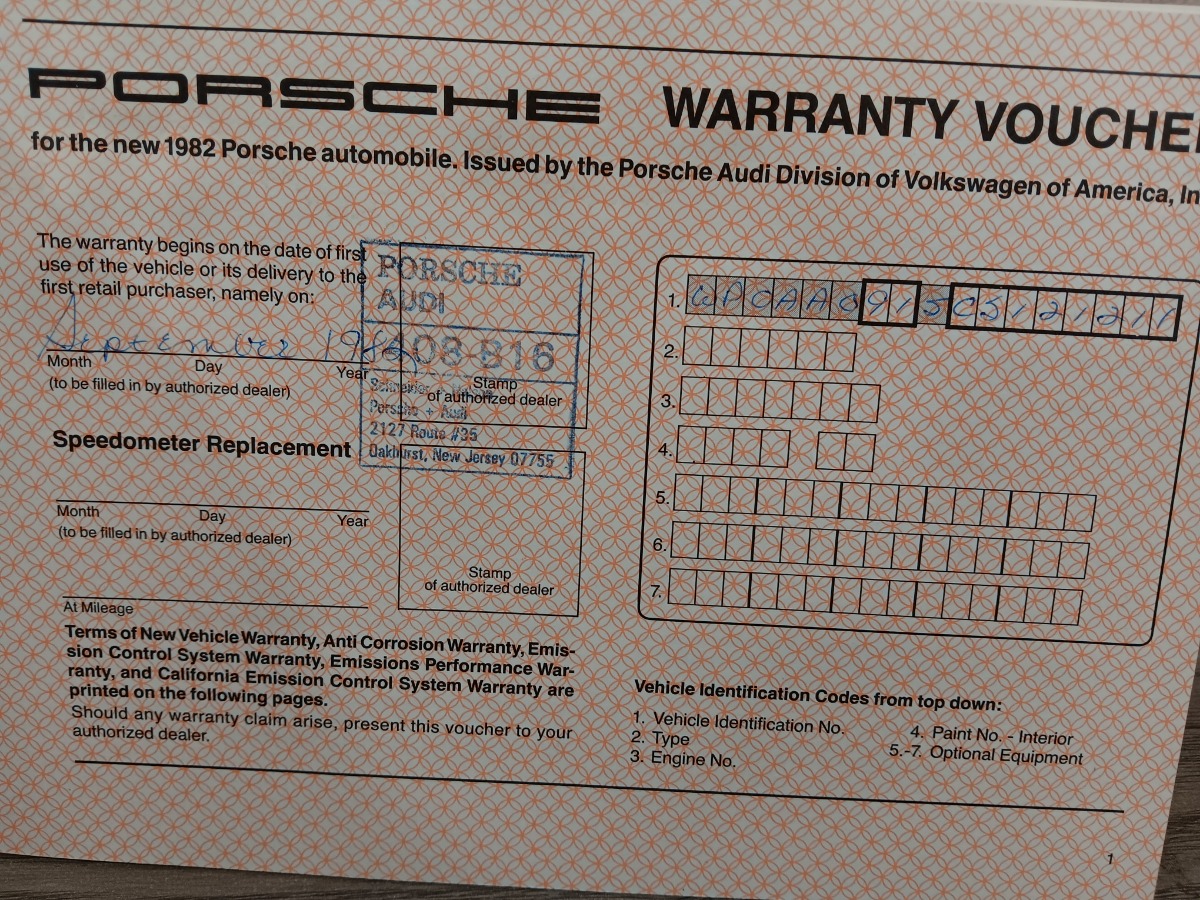 PORSCHE WARRANTY VOUCHE
for the new 1982 Porsche automobile. Issued by the Porsche Audi Division of Volkswagen of America, In
The warranty begins on the date of first
use of the vehicle or its delivery to the
first retail purchaser, namely on:
September 1982
Month Day Year
(to be filled in by authorized dealer)
PORSCHE
AUDI
Schneider +
Porsche + Audi
2127 Route #35
Oakhurst, New Jersey 07755
Stamp
of authorized dealer
Speedometer Replacement
Month Day Year
(to be filled in by authorized dealer)
Stamp
of authorized dealer
At Mileage
Terms of New Vehicle Warranty, Anti Corrosion Warranty, Emis-
sion Control System Warranty, Emissions Performance War-
ranty, and California Emission Control System Warranty are
printed on the following pages.
Should any warranty claim arise, present this voucher to your
authorized dealer.
1. WPOAAO915CS121211
2.
3.
4.
5.
6.
7.
Vehicle Identification Codes from top down:
1. Vehicle Identification No.
2. Type
3. Engine No.
4. Paint No. - Interior
5.-7. Optional Equipment
1